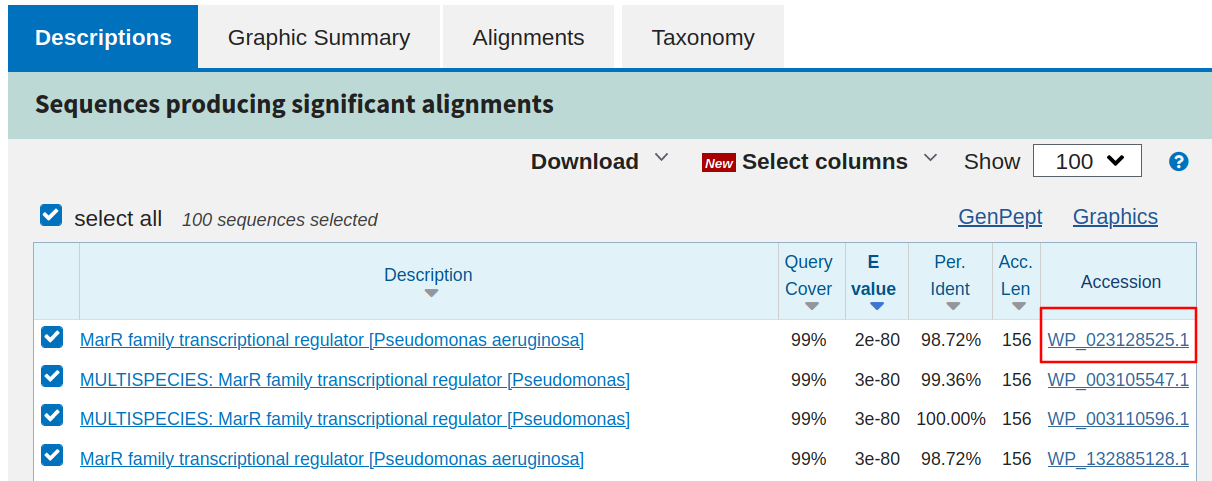 Descriptions Graphic Summary Alignments Taxonomy
Sequences producing significant alignments
Download New Select columns Show 100 ?
select all 100 sequences selected GenPept Graphics
Description Query Cover E value Per. Ident Acc. Len Accession
MarR family transcriptional regulator [Pseudomonas aeruginosa] 99% 2e-80 98.72% 156 WP_023128525.1
MULTISPECIES: MarR family transcriptional regulator [Pseudomonas] 99% 3e-80 99.36% 156 WP_003105547.1
MULTISPECIES: MarR family transcriptional regulator [Pseudomonas] 99% 3e-80 100.00% 156 WP_003110596.1
MarR family transcriptional regulator [Pseudomonas aeruginosa] 99% 3e-80 98.72% 156 WP_132885128.1